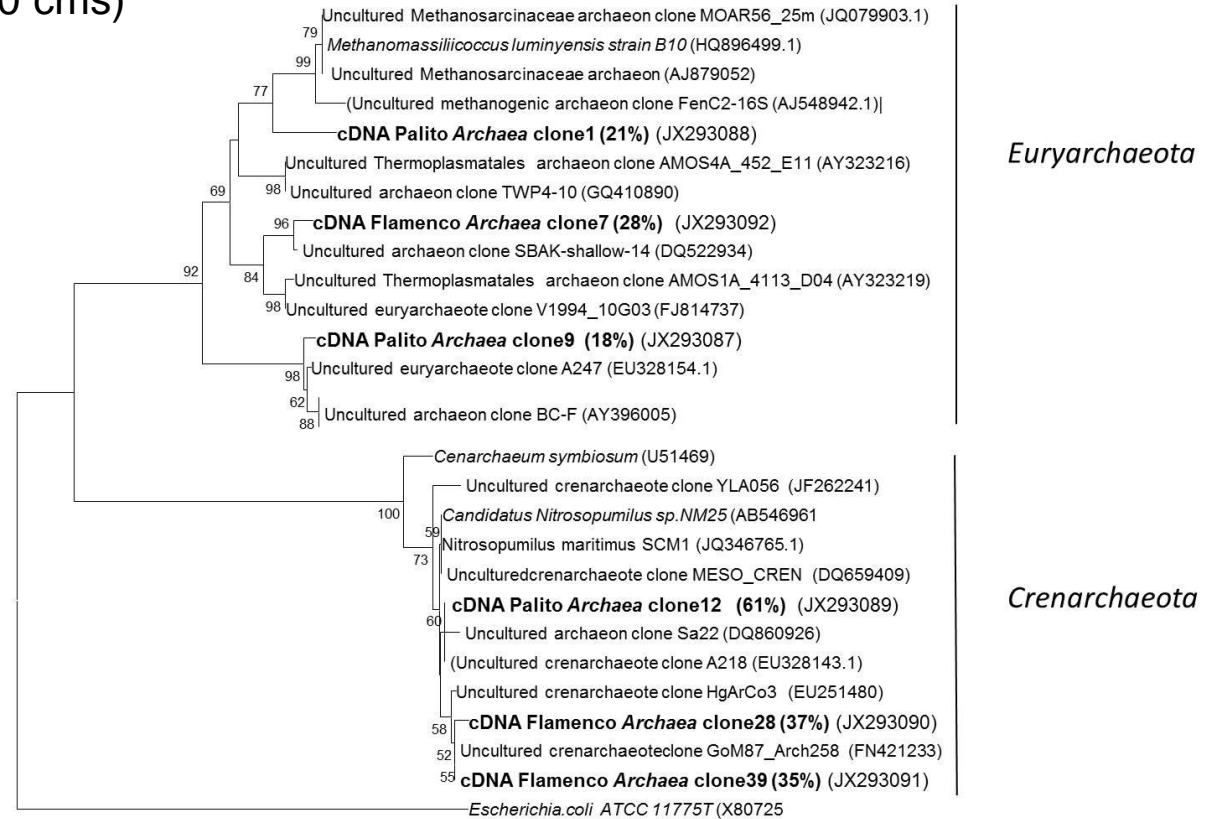 0 cms)
Uncultured Methanosarcinaceae archaeon clone MOAR56_25m (JQ079903.1)
79
Methanomassiliicoccus luminyensis strain B10 (HQ896499.1)
99
Uncultured Methanosarcinaceae archaeon (AJ879052)
77
(Uncultured methanogenic archaeon clone FenC2-16S (AJ548942.1)|
cDNA Palito Archaea clone1 (21%) (JX293088)
Euryarchaeota
Uncultured Thermoplasmatales archaeon clone AMOS4A_452_E11 (AY323216)
98
Uncultured archaeon clone TWP4-10 (GQ410890)
69
cDNA Flamenco Archaea clone7 (28%) (JX293092)
96
Uncultured archaeon clone SBAK-shallow-14 (DQ522934)
92
84
Uncultured Thermoplasmatales archaeon clone AMOS1A_4113_D04 (AY323219)
98
Uncultured euryarchaeote clone V1994_10G03 (FJ814737)
cDNA Palito Archaea clone9 (18%) (JX293087)
98
Uncultured euryarchaeote clone A247 (EU328154.1)
62
Uncultured archaeon clone BC-F (AY396005)
88
Cenarchaeum symbiosum (U51469)
Uncultured crenarchaeote clone YLA056 (JF262241)
100
Candidatus Nitrosopumilus sp.NM25 (AB546961
59
Nitrosopumilus maritimus SCM1 (JQ346765.1)
73
Unculturedcrenarchaeote clone MESO_CREN (DQ659409)
Crenarchaeota
cDNA Palito Archaea clone12 (61%) (JX293089)
60
Uncultured archaeon clone Sa22 (DQ860926)
(Uncultured crenarchaeote clone A218 (EU328143.1)
Uncultured crenarchaeote clone HgArCo3 (EU251480)
58
cDNA Flamenco Archaea clone28 (37%) (JX293090)
52
Uncultured crenarchaeoteclone GoM87_Arch258 (FN421233)
55
cDNA Flamenco Archaea clone39 (35%) (JX293091)
Escherichia.coli ATCC 11775T (X80725